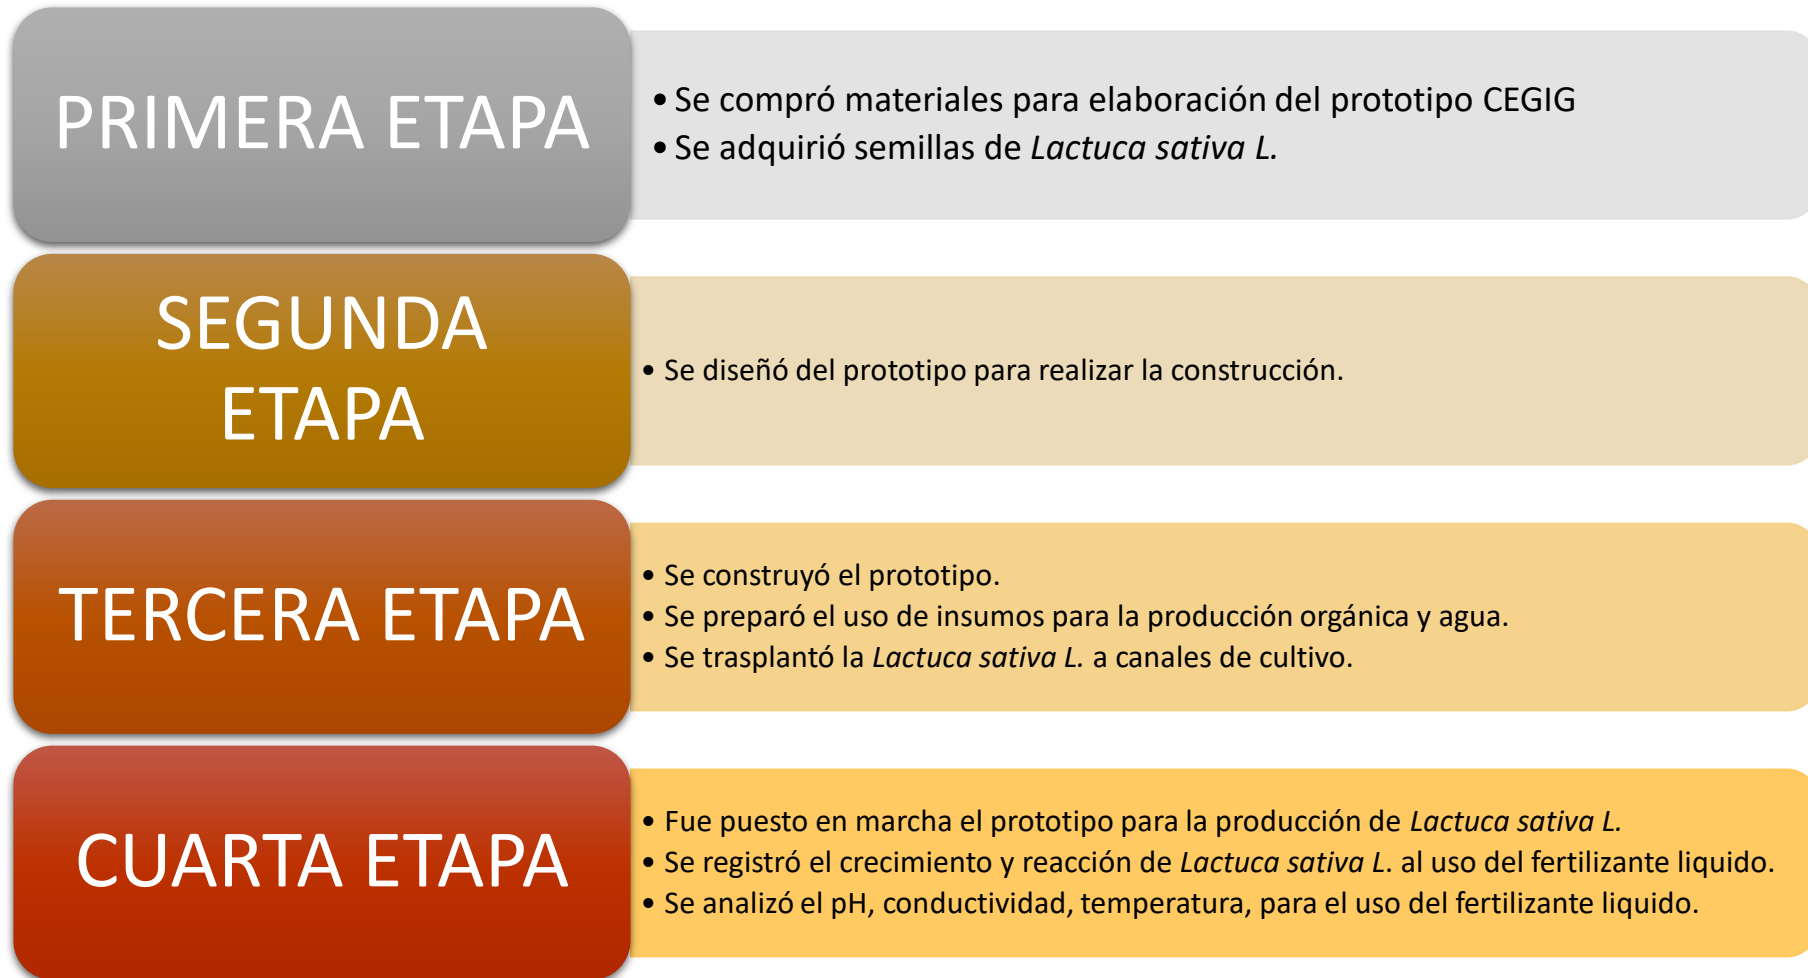 PRIMERA ETAPA
• Se compró materiales para elaboración del prototipo CEGIG
• Se adquirió semillas de Lactuca sativa L.
SEGUNDA
ETAPA
• Se diseñó del prototipo para realizar la construcción.
TERCERA ETAPA
• Se construyó el prototipo.
• Se preparó el uso de insumos para la producción orgánica y agua.
• Se trasplantó la Lactuca sativa L. a canales de cultivo.
CUARTA ETAPA
• Fue puesto en marcha el prototipo para la producción de Lactuca sativa L.
• Se registró el crecimiento y reacción de Lactuca sativa L. al uso del fertilizante liquido.
• Se analizó el pH, conductividad, temperatura, para el uso del fertilizante liquido.